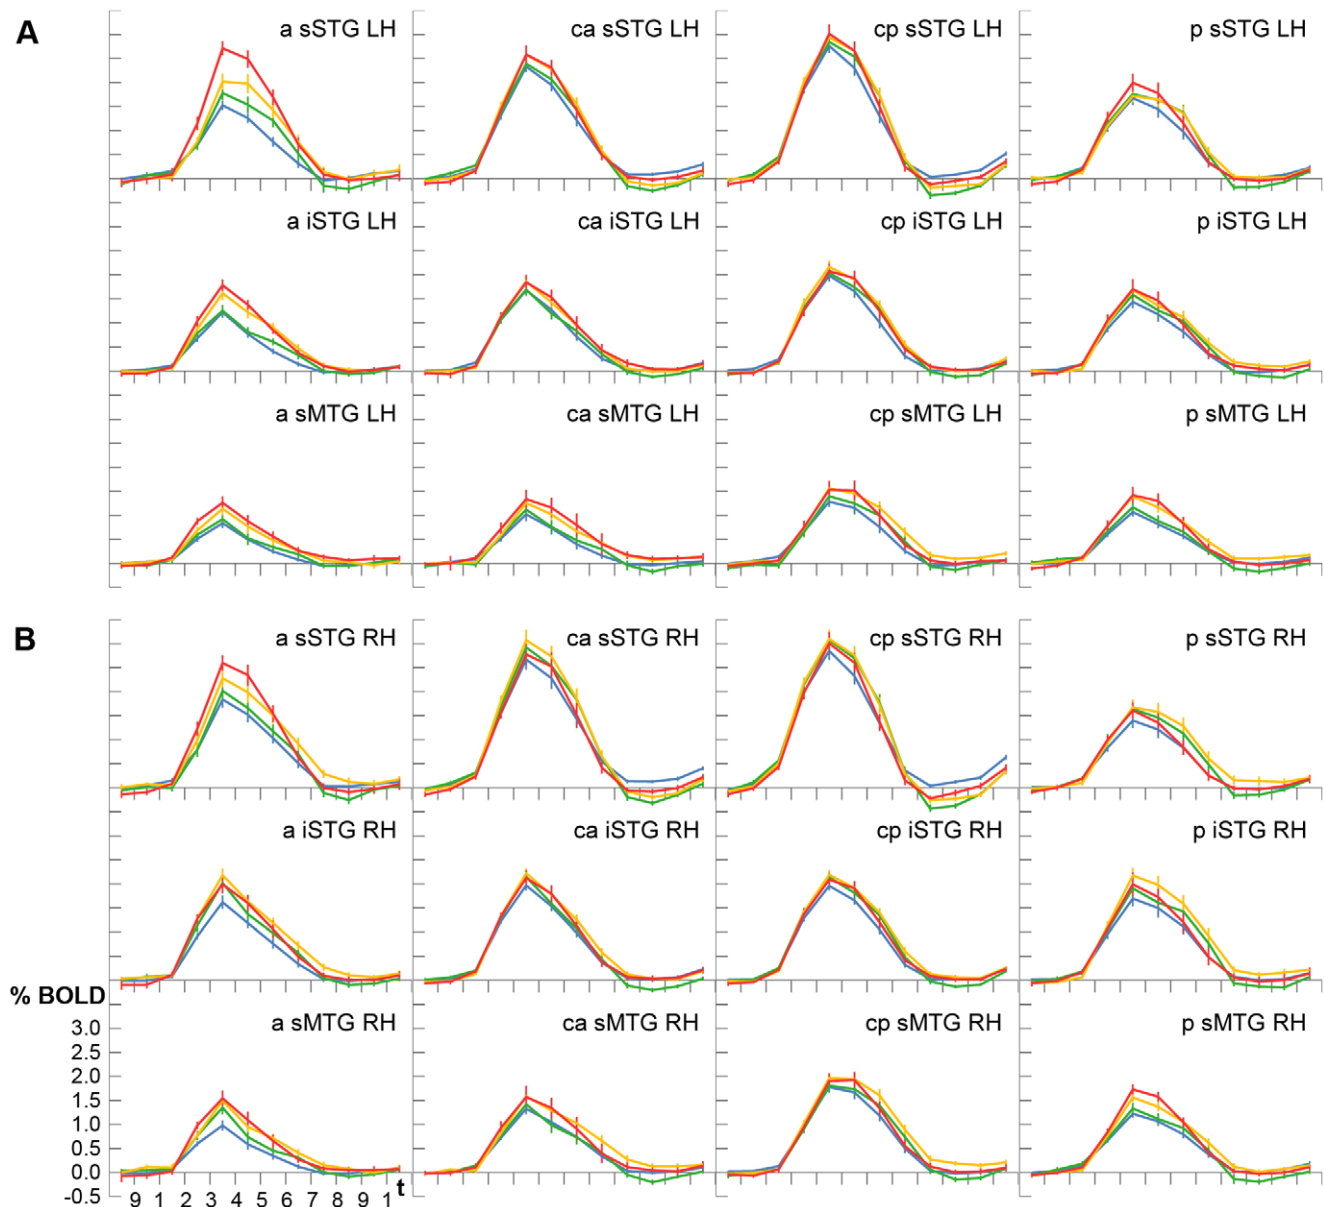 A
a sSTG LH
ca sSTG LH
cp sSTG LH
p sSTG LH
a iSTG LH
ca iSTG LH
cp iSTG LH
p iSTG LH
a sMTG LH
ca sMTG LH
cp sMTG LH
p sMTG LH
B
a sSTG RH
ca sSTG RH
cp sSTG RH
p sSTG RH
a iSTG RH
ca iSTG RH
cp iSTG RH
p iSTG RH
% BOLD
a sMTG RH
ca sMTG RH
cp sMTG RH
p sMTG RH
3.0
2.5
2.0
1.5
1.0
0.5
0.0
-0.5
9 1 2 3 4 5 6 7 8 9 1 t